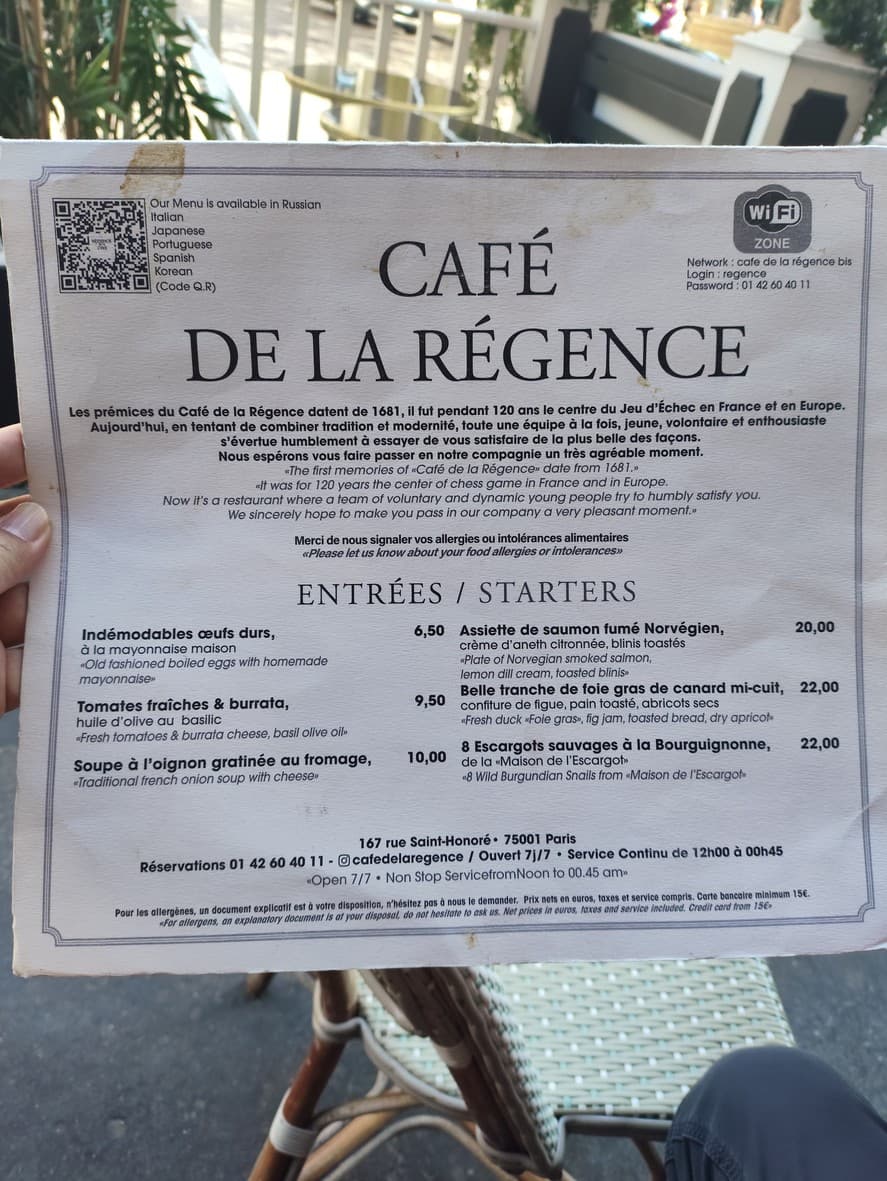 Our Menu is available in Russian
Italian
Japanese
Portuguese
Spanish
Korean
(Code Q.R)
WiFi
ZONE
Network : cafe de la régence bis
Login : regence
Password : 01 42 60 40 11
CAFÉ
DE LA RÉGENCE
Les prémices du Café de la Régence datent de 1681, il fut pendant 120 ans le centre du Jeu d'Échec en France et en Europe.
Aujourd'hui, en tentant de combiner tradition et modernité, toute une équipe à la fois, jeune, volontaire et enthousiaste
s'évertue humblement à essayer de vous satisfaire de la plus belle des façons.
Nous espérons vous faire passer en notre compagnie un très agréable moment.
«The first memories of «Café de la Régence» date from 1681.»
«It was for 120 years the center of chess game in France and in Europe.
Now it's a restaurant where a team of voluntary and dynamic young people try to humbly satisfy you.
We sincerely hope to make you pass in our company a very pleasant moment.»
Merci de nous signaler vos allergies ou intolérances alimentaires
«Please let us know about your food allergies or intolerances»
ENTRÉES / STARTERS
Indémodables œufs durs, 6,50
à la mayonnaise maison
«Old fashioned boiled eggs with homemade
mayonnaise»
Tomates fraîches & burrata, 9,50
huile d'olive au basilic
«Fresh tomatoes & burrata cheese, basil olive oil»
Soupe à l'oignon gratinée au fromage, 10,00
«Traditional french onion soup with cheese»
Assiette de saumon fumé Norvégien, 20,00
crème d'aneth citronnée, blinis toastés
«Plate of Norvegian smoked salmon,
lemon dill cream, toasted blinis»
Belle tranche de foie gras de canard mi-cuit, 22,00
confiture de figue, pain toasté, abricots secs
«Fresh duck «Foie gras», fig jam, toasted bread, dry apricot»
8 Escargots sauvages à la Bourguignonne, 22,00
de la «Maison de l'Escargot»
«8 Wild Burgundian Snails from «Maison de l'Escargot»
167 rue Saint-Honoré • 75001 Paris
Réservations 01 42 60 40 11 - cafedelaregence / Ouvert 7j/7 • Service Continu de 12h00 à 00h45
«Open 7/7 • Non Stop ServicefromNoon to 00.45 am»
Pour les allergènes, un document explicatif est à votre disposition, n'hésitez pas à nous le demander. Prix nets en euros, taxes et service compris. Carte bancaire minimum 15€.
«For allergens, an explanatory document is at your disposal, do not hesitate to ask us. Net prices in euros, taxes and service included. Credit card from 15€»